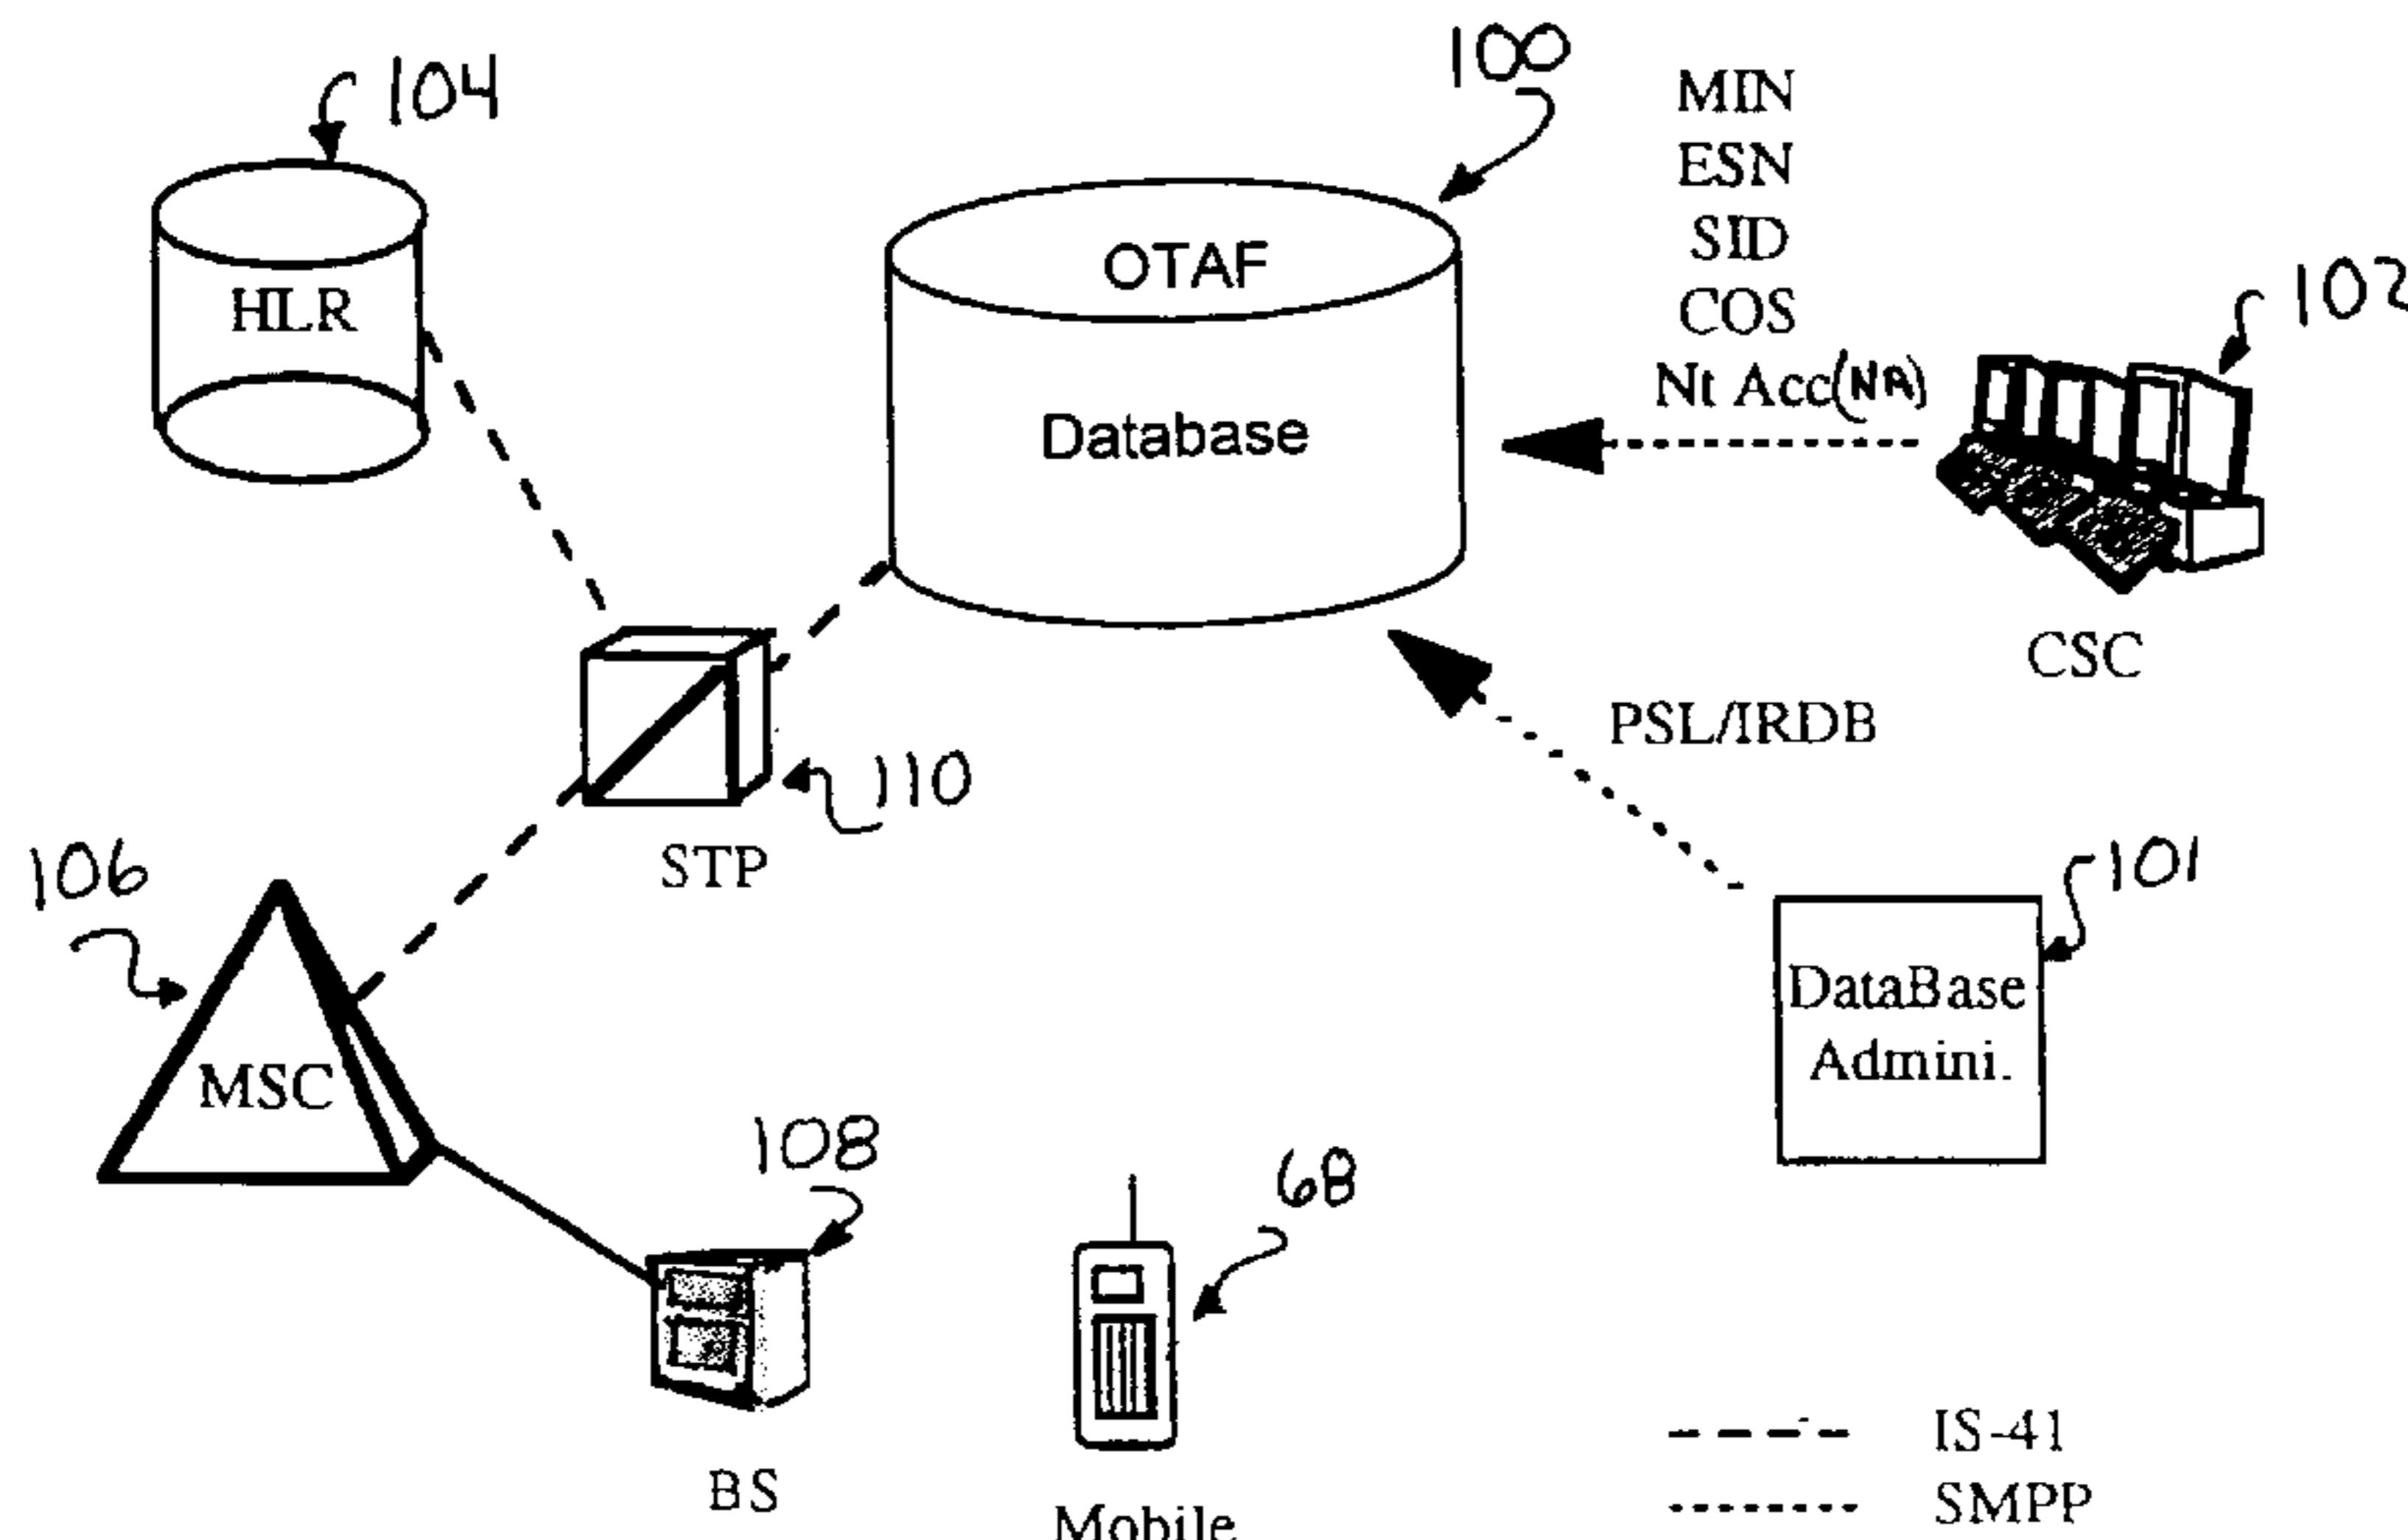 104
100
MIN
ESN
SID
COS
Nt Acc(NA)
102
HLR
OTAF
Database
CSC
PSL/IRDB
110
STP
106
101
DataBase
Admini.
MSC
108
68
BS
Mobile
IS-41
SMPP